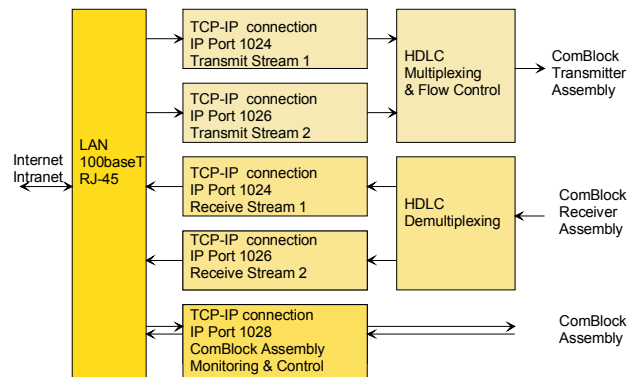 Internet
Intranet
LAN
100baseT
RJ-45
TCP-IP connection
IP Port 1024
Transmit Stream 1
TCP-IP connection
IP Port 1026
Transmit Stream 2
HDLC
Multiplexing
& Flow Control
ComBlock
Transmitter
Assembly
TCP-IP connection
IP Port 1024
Receive Stream 1
TCP-IP connection
IP Port 1026
Receive Stream 2
HDLC
Demultiplexing
ComBlock
Receiver
Assembly
TCP-IP connection
IP Port 1028
ComBlock Assembly
Monitoring & Control
ComBlock
Assembly